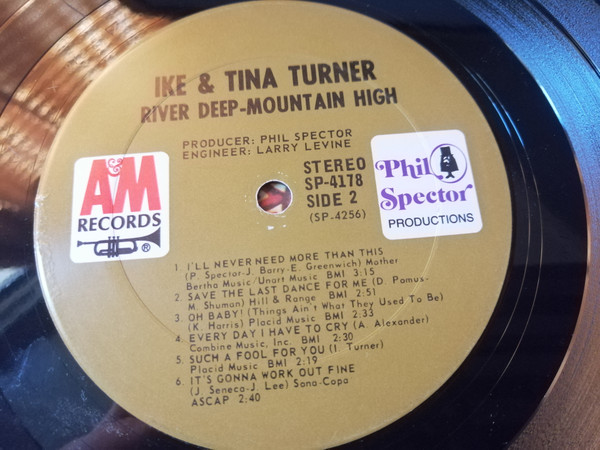 IKE & TINA TURNER
RIVER DEEP-MOUNTAIN HIGH
PRODUCER: PHIL SPECTOR
ENGINEER: LARRY LEVINE
A&M
RECORDS
®
STEREO
SP-4178
SIDE 2
(SP-4256)
Phil
Spector
PRODUCTIONS
1. I'LL NEVER NEED MORE THAN THIS
(P. Spector-J. Barry-E. Greenwich) Mother
Bertha Music/Unart Music BMI 3:15
2. SAVE THE LAST DANCE FOR ME (D. Pomus-
M. Shuman) Hill & Range BMI 2:51
3. OH BABY! (Things Ain't What They Used To Be)
(K. Harris) Placid Music BMI 2:33
4. EVERY DAY I HAVE TO CRY (A. Alexander)
Combine Music, Inc. BMI 2:30
5. SUCH A FOOL FOR YOU (I. Turner)
Placid Music BMI 2:19
6. IT'S GONNA WORK OUT FINE
(J. Seneca-J. Lee) Sona-Copa
ASCAP 2:40